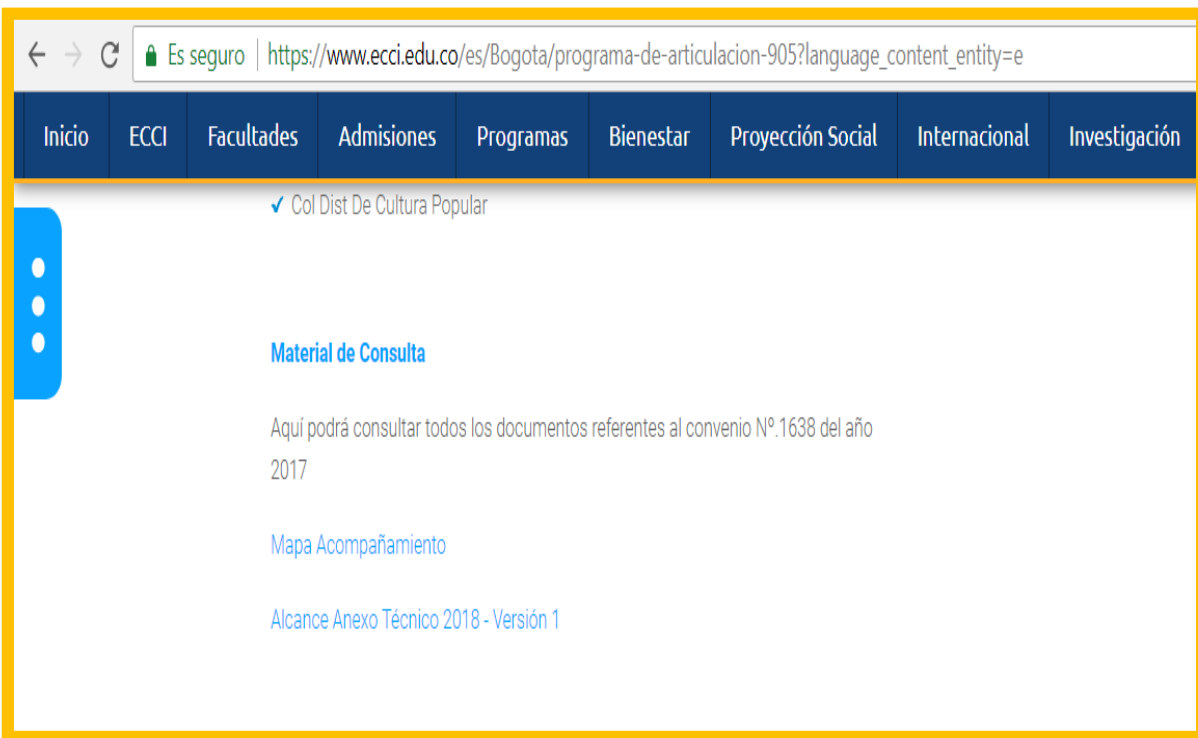 Es seguro | https://www.ecci.edu.co/es/Bogota/programa-de-articulacion-905?language_content_entity=e
Inicio ECCI Facultades Admisiones Programas Bienestar Proyección Social Internacional Investigación
✓ Col Dist De Cultura Popular
Material de Consulta
Aquí podrá consultar todos los documentos referentes al convenio Nº.1638 del año
2017
Mapa Acompañamiento
Alcance Anexo Técnico 2018 - Versión 1